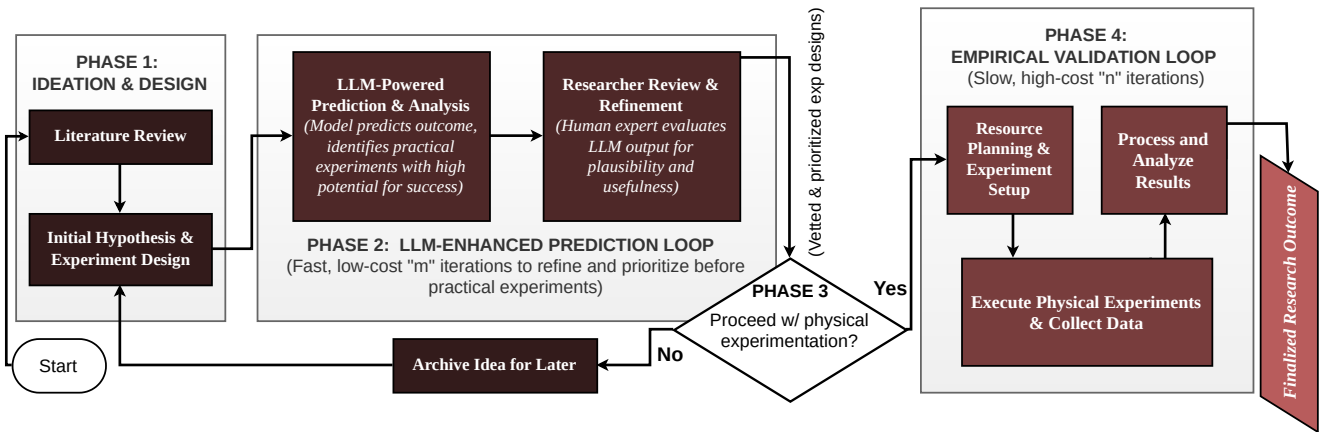 PHASE 1:
IDEATION & DESIGN
Literature Review
Initial Hypothesis &
Experiment Design
Start
LLM-Powered
Prediction & Analysis
(Model predicts outcome,
identifies practical
experiments with high
potential for success)
Researcher Review &
Refinement
(Human expert evaluates
LLM output for
plausibility and
usefulness)
PHASE 2: LLM-ENHANCED PREDICTION LOOP
(Fast, low-cost "m" iterations to refine and prioritize before
practical experiments)
(Vetted & prioritized exp designs)
PHASE 3
Proceed w/ physical
experimentation?
No
Yes
Archive Idea for Later
PHASE 4:
EMPIRICAL VALIDATION LOOP
(Slow, high-cost "n" iterations)
Resource
Planning &
Experiment
Setup
Execute Physical Experiments
& Collect Data
Process and
Analyze
Results
Finalized Research Outcome